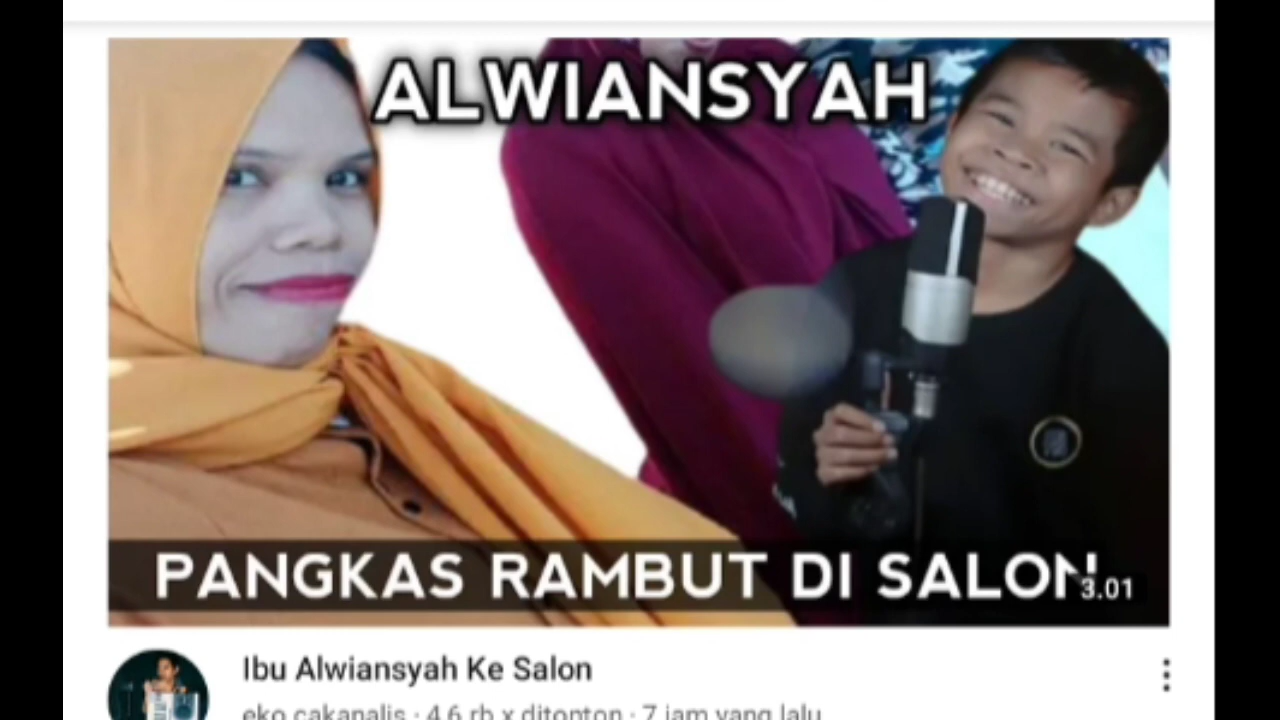 ALWIANSYAH
PANGKAS RAMBUT DI SALON
3.01
Ibu Alwiansyah Ke Salon
eko cakanalis · 4,6 rb x ditonton · 7 jam yang lalu